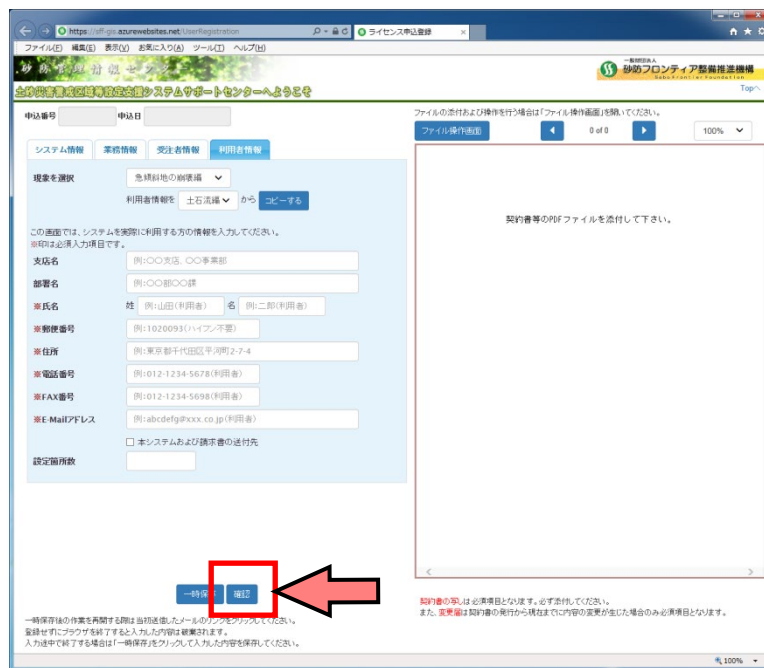 https://sff-gis.azurewebsites.net/UserRegistration
ライセンス申込登録
ファイル(F) 編集(E) 表示(V) お気に入り(A) ツール(T) ヘルプ(H)
一般財団法人
砂防フロンティア整備推進機構
Sabo Frontier Foundation
土砂災害警戒区域等設定支援システムサポートセンターへようこそ
Top へ
申込番号 申込日
ファイルの添付および操作を行う場合は「ファイル操作画面」を開いてください。
ファイル操作画面 0 of 0 100%
システム情報 業務情報 受注者情報 利用者情報
現象を選択 急傾斜地の崩壊編
利用者情報を 土石流編 から コピーする
契約書等のPDFファイルを添付して下さい。
この画面では、システムを実際に利用する方の情報を入力してください。
※印は必須入力項目です。
支店名 例:〇〇支店、〇〇事業部
部署名 例:〇〇部〇〇課
※氏名 姓 例:山田(利用者) 名 例:二郎(利用者)
※郵便番号 例:1020093(ハイフン不要)
※住所 例:東京都千代田区平河町2-7-4
※電話番号 例:012-1234-5678(利用者)
※FAX番号 例:012-1234-5698(利用者)
※E-Mailアドレス 例:abcdefg@xxx.co.jp(利用者)
本システムおよび請求書の送付先
設定箇所数
一時保存 確認
契約書の写しは必須項目となります。必ず添付してください。
また、変更届は契約書の発行から現在までに内容の変更が生じた場合のみ必須項目となります。
一時保存後の作業を再開する際は当初送信したメールのリンクをクリックしてください。
登録せずにブラウザを終了すると入力した内容は破棄されます。
入力途中で終了する場合は「一時保存」をクリックして入力した内容を保存してください。
100%